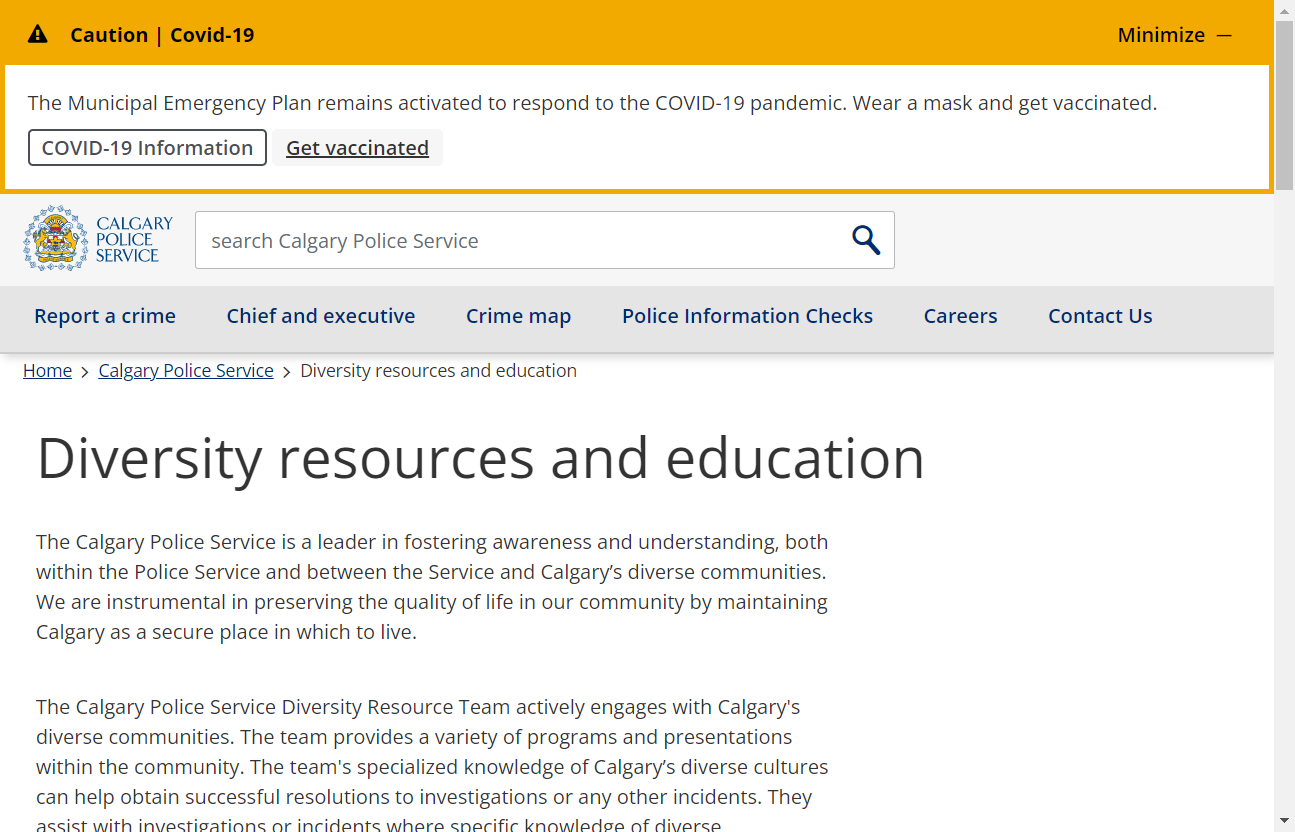 Caution | Covid-19
Minimize —
The Municipal Emergency Plan remains activated to respond to the COVID-19 pandemic. Wear a mask and get vaccinated.
COVID-19 Information
Get vaccinated
CALGARY
POLICE
SERVICE
search Calgary Police Service
Report a crime
Chief and executive
Crime map
Police Information Checks
Careers
Contact Us
Home > Calgary Police Service > Diversity resources and education
Diversity resources and education
The Calgary Police Service is a leader in fostering awareness and understanding, both
within the Police Service and between the Service and Calgary’s diverse communities.
We are instrumental in preserving the quality of life in our community by maintaining
Calgary as a secure place in which to live.
The Calgary Police Service Diversity Resource Team actively engages with Calgary's
diverse communities. The team provides a variety of programs and presentations
within the community. The team's specialized knowledge of Calgary’s diverse cultures
can help obtain successful resolutions to investigations or any other incidents. They
assist with investigations or incidents where specific knowledge of diverse